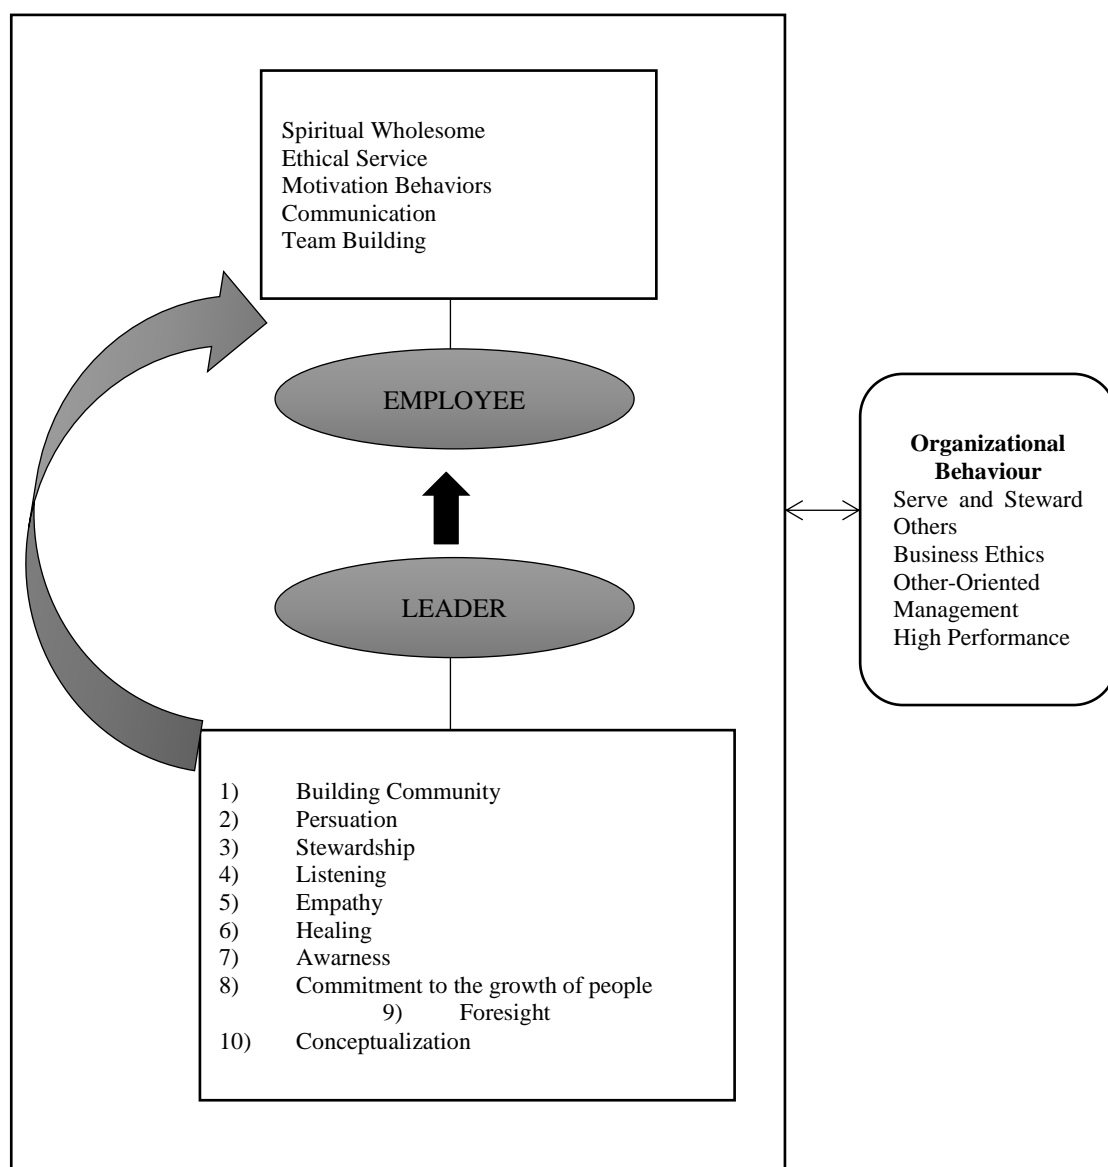 Spiritual Wholesome
Ethical Service
Motivation Behaviors
Communication
Team Building
EMPLOYEE
LEADER
1) Building Community
2) Persuation
3) Stewardship
4) Listening
5) Empathy
6) Healing
7) Awarness
8) Commitment to the growth of people
9) Foresight
10) Conceptualization
Organizational
Behaviour
Serve and Steward
Others
Business Ethics
Other-Oriented
Management
High Performance